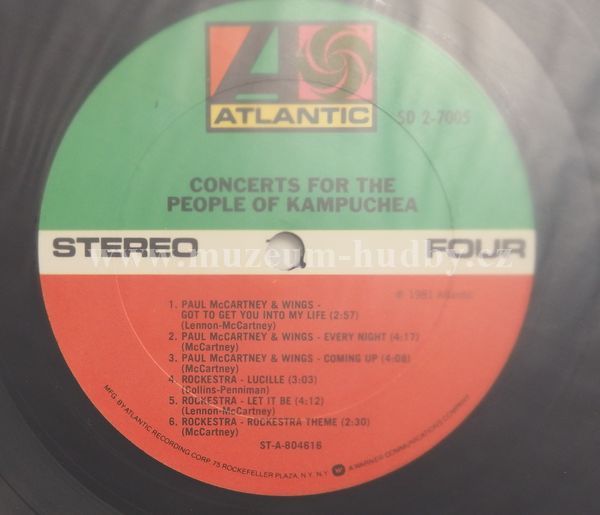 ATLANTIC
SD 2-7005
CONCERTS FOR THE
PEOPLE OF KAMPUCHEA
STEREO FOUR
www.muzeum-hudby.cz
℗ 1981 Atlantic
1. PAUL McCARTNEY & WINGS -
GOT TO GET YOU INTO MY LIFE (2:57)
(Lennon-McCartney)
2. PAUL McCARTNEY & WINGS - EVERY NIGHT (4:17)
(McCartney)
3. PAUL McCARTNEY & WINGS - COMING UP (4:08)
(McCartney)
4. ROCKESTRA - LUCILLE (3:03)
(Collins-Penniman)
5. ROCKESTRA - LET IT BE (4:12)
(Lennon-McCartney)
6. ROCKESTRA - ROCKESTRA THEME (2:30)
(McCartney)
ST-A-804616
MFG. BY ATLANTIC RECORDING CORP. 75 ROCKEFELLER PLAZA, N.Y. N.Y. W A WARNER COMMUNICATIONS COMPANY